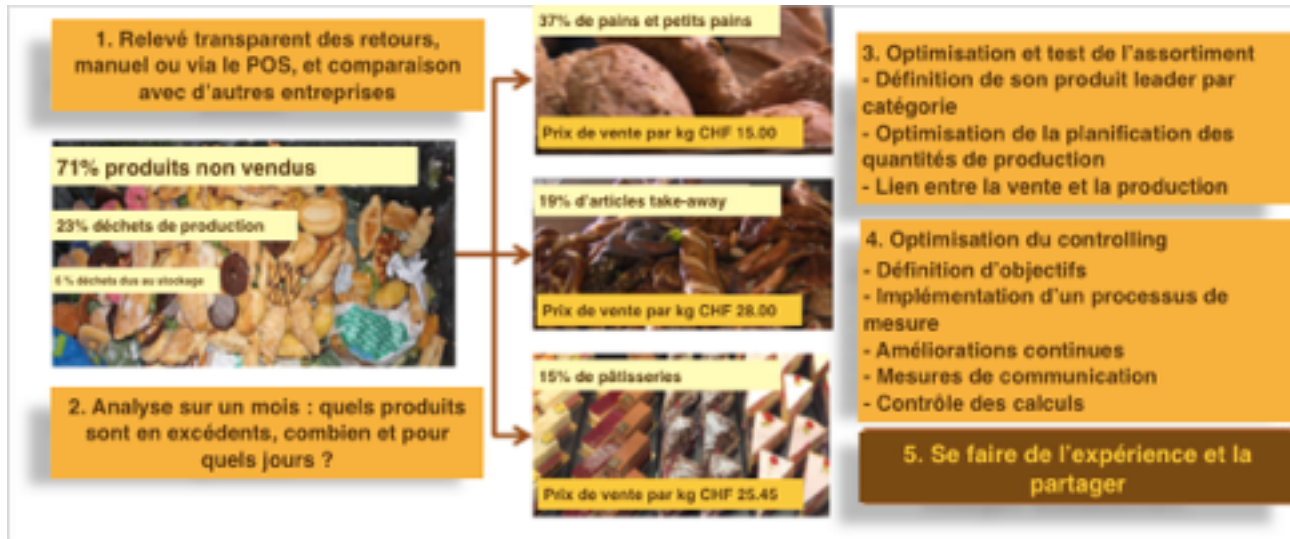 1. Relevé transparent des retours,
manuel ou via le POS, et comparaison
avec d'autres entreprises
71% produits non vendus
23% déchets de production
6 % déchets dus au stockage
2. Analyse sur un mois : quels produits
sont en excédents, combien et pour
quels jours ?
37% de pains et petits pains
Prix de vente par kg CHF 15.00
19% d'articles take-away
Prix de vente par kg CHF 28.00
15% de pâtisseries
Prix de vente par kg CHF 25.45
3. Optimisation et test de l'assortiment
- Définition de son produit leader par
catégorie
- Optimisation de la planification des
quantités de production
- Lien entre la vente et la production
4. Optimisation du controlling
- Définition d'objectifs
- Implémentation d'un processus de
mesure
- Améliorations continues
- Mesures de communication
- Contrôle des calculs
5. Se faire de l'expérience et la
partager